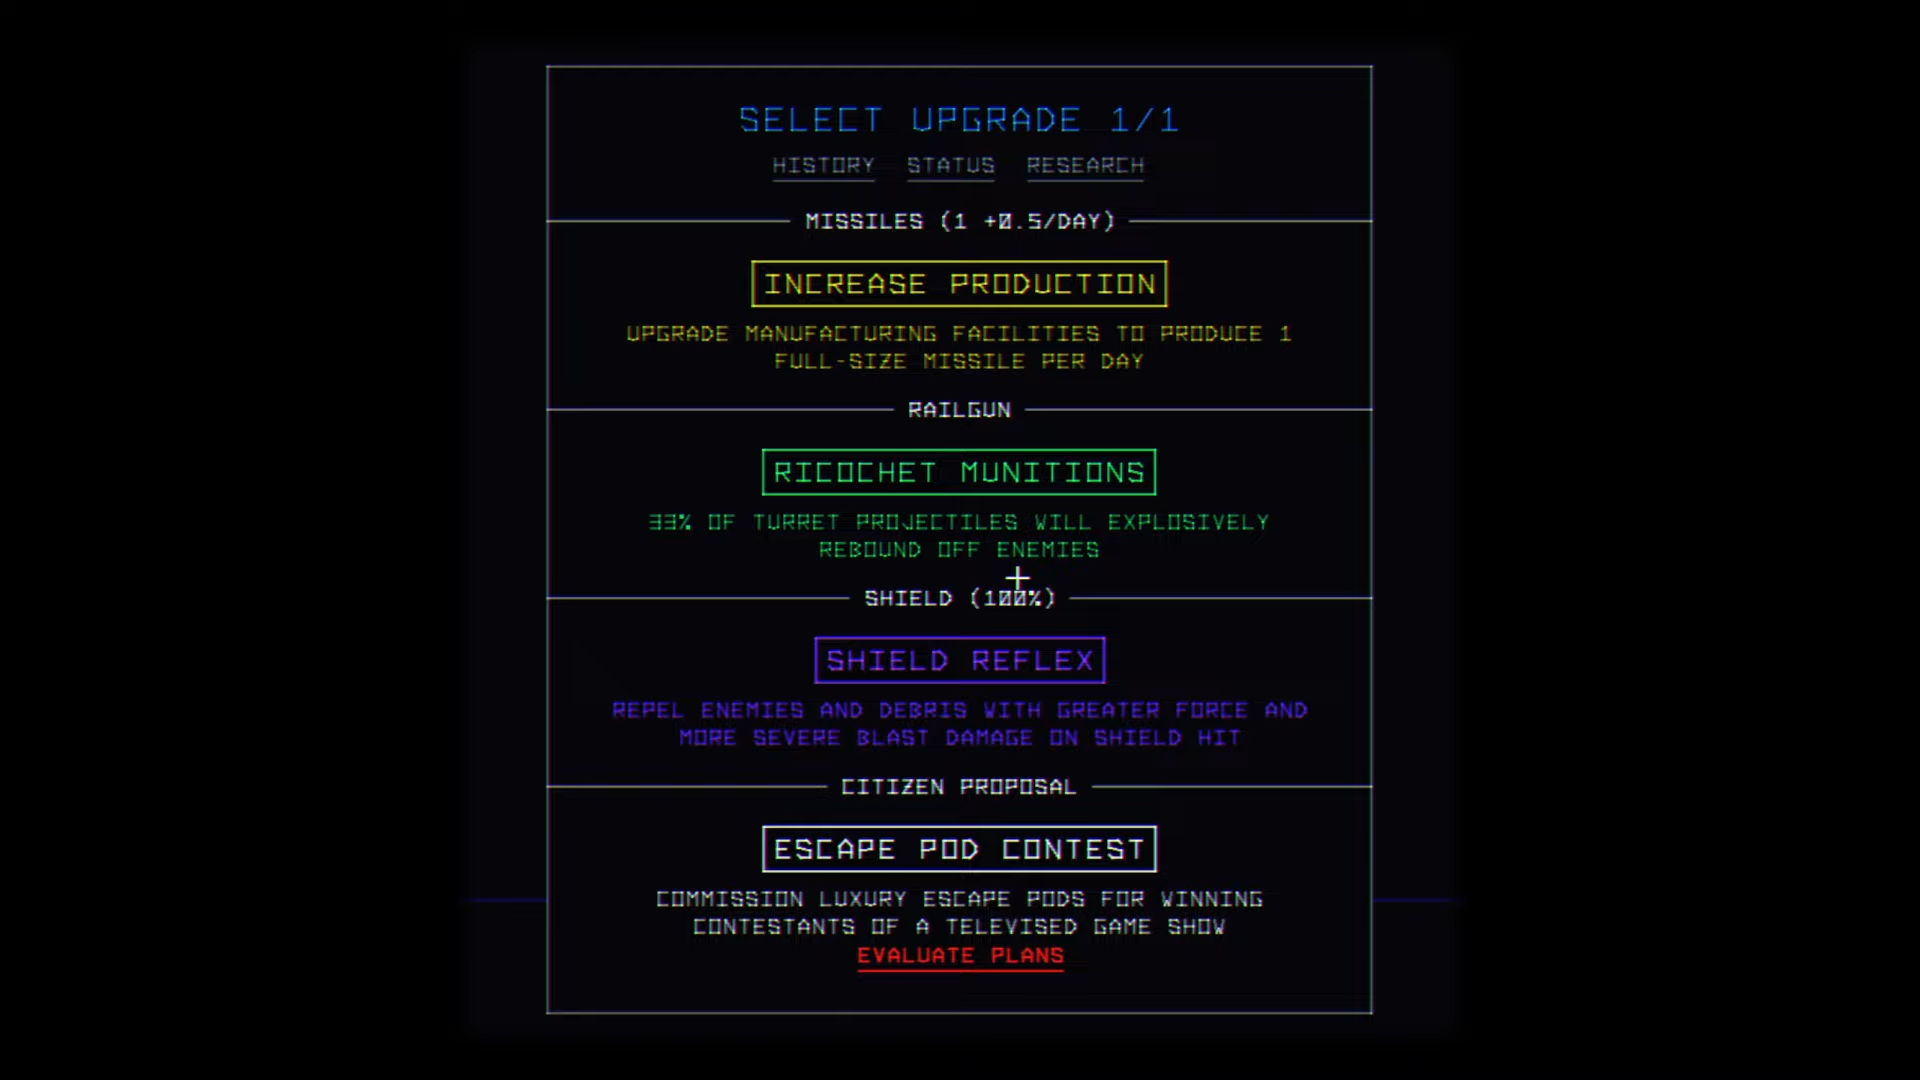 SELECT UPGRADE 1/1
HISTORY STATUS RESEARCH
MISSILES (1 +0.5/DAY)
INCREASE PRODUCTION
UPGRADE MANUFACTURING FACILITIES TO PRODUCE 1
FULL-SIZE MISSILE PER DAY
RAILGUN
RICOCHET MUNITIONS
33% OF TURRET PROJECTILES WILL EXPLOSIVELY
REBOUND OFF ENEMIES
SHIELD (100%)
SHIELD REFLEX
REPEL ENEMIES AND DEBRIS WITH GREATER FORCE AND
MORE SEVERE BLAST DAMAGE ON SHIELD HIT
CITIZEN PROPOSAL
ESCAPE POD CONTEST
COMMISSION LUXURY ESCAPE PODS FOR WINNING
CONTESTANTS OF A TELEVISED GAME SHOW
EVALUATE PLANS